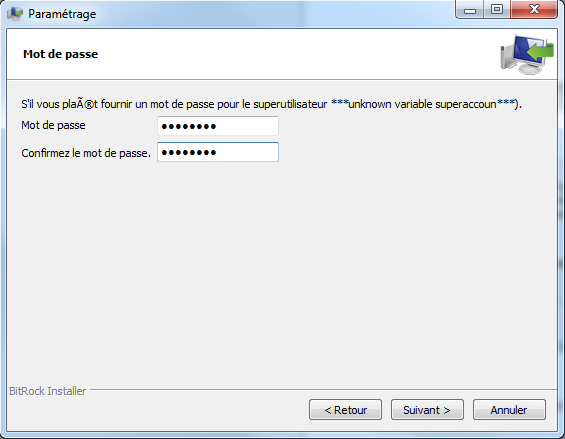 Paramétrage
Mot de passe
S'il vous plaÃ®t fournir un mot de passe pour le superutilisateur ***unknown variable superaccoun***).
Mot de passe ••••••••
Confirmez le mot de passe. ••••••••
BitRock Installer
< Retour Suivant > Annuler